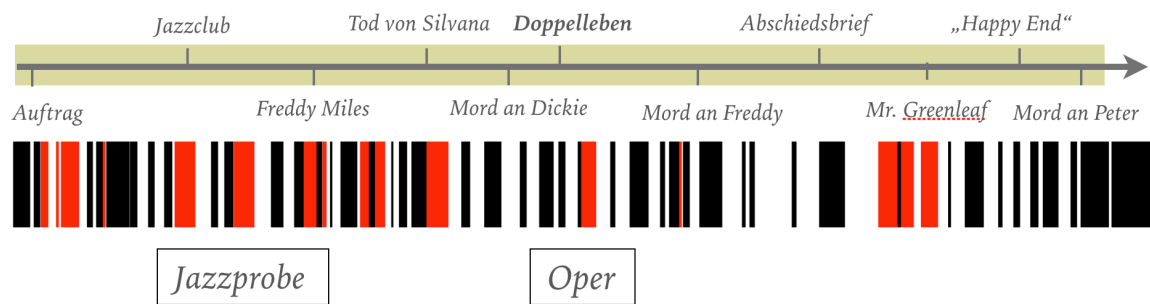 Jazzclub
Tod von Silvana
Doppelleben
Abschiedsbrief
„Happy End“
Auftrag
Freddy Miles
Mord an Dickie
Mord an Freddy
Mr. Greenleaf
Mord an Peter
Jazzprobe
Oper